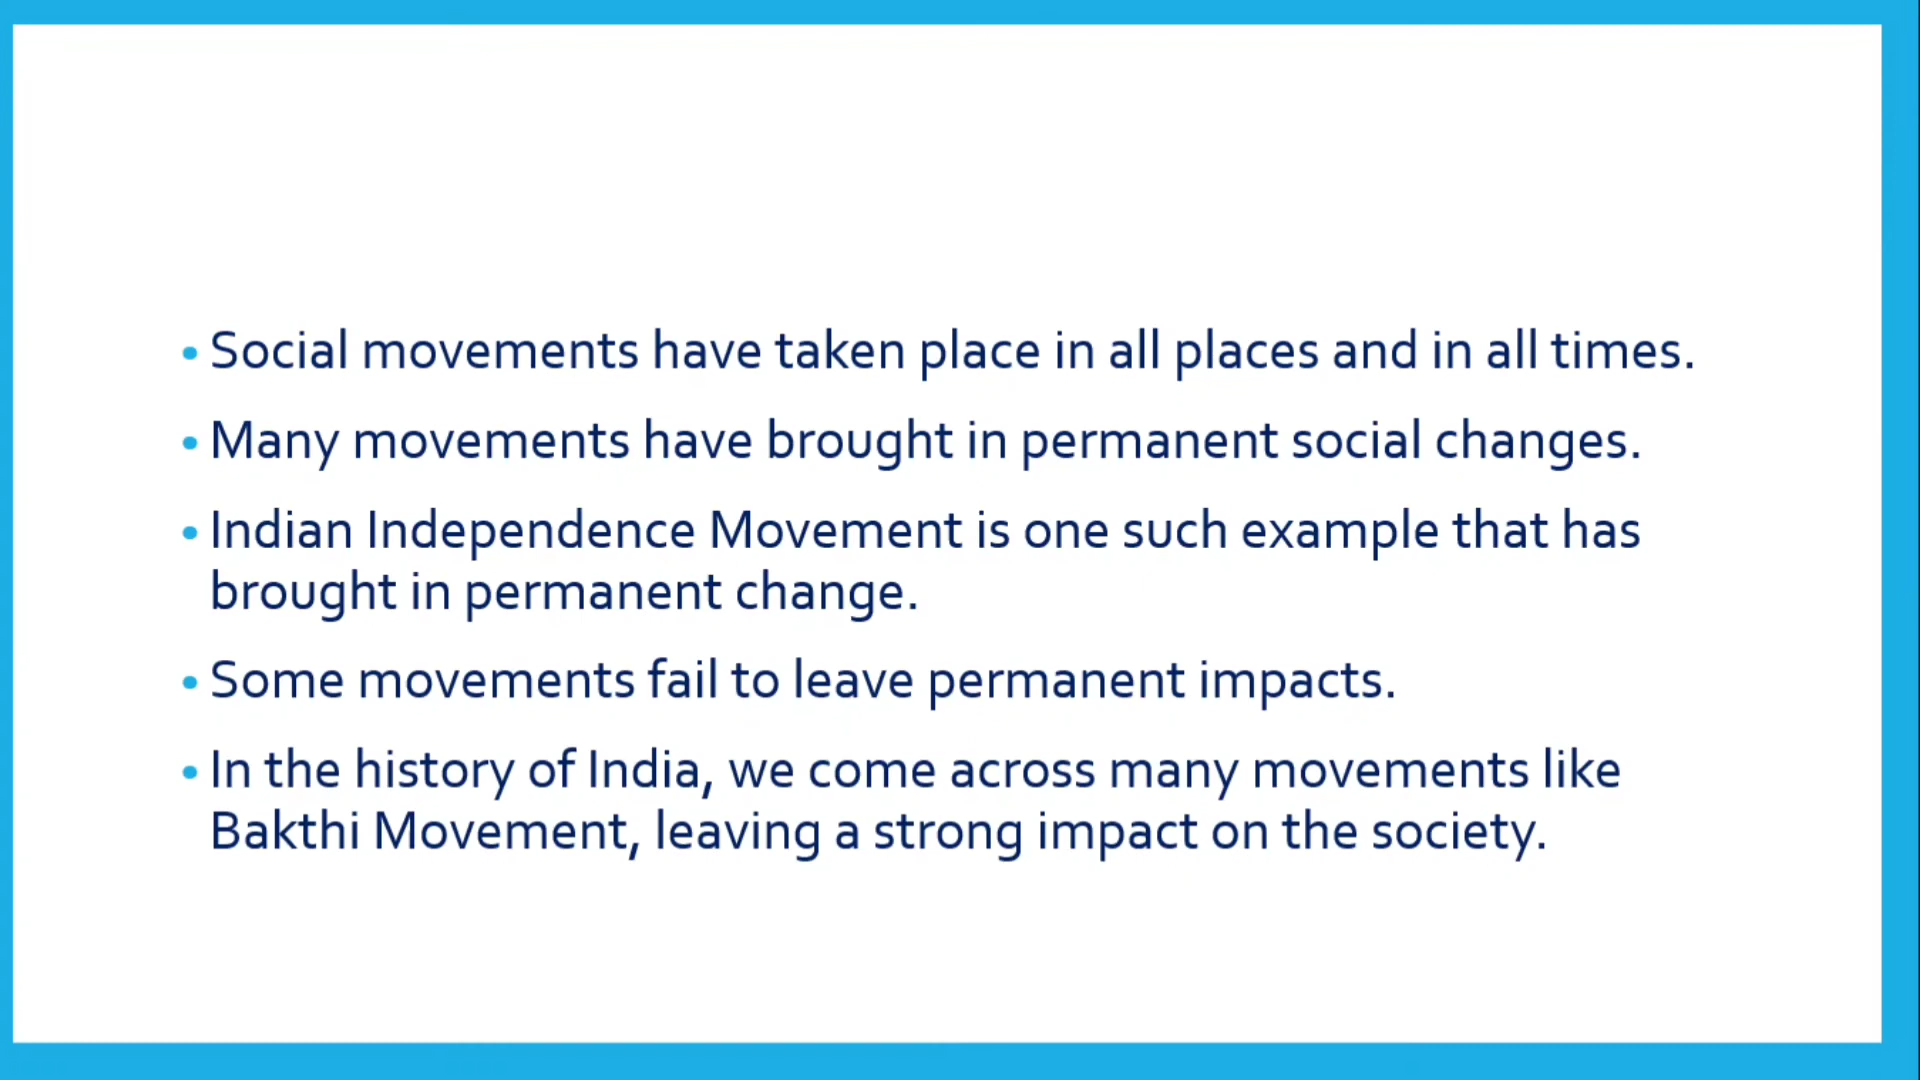 • Social movements have taken place in all places and in all times.
• Many movements have brought in permanent social changes.
• Indian Independence Movement is one such example that has
brought in permanent change.
• Some movements fail to leave permanent impacts.
• In the history of India, we come across many movements like
Bakthi Movement, leaving a strong impact on the society.